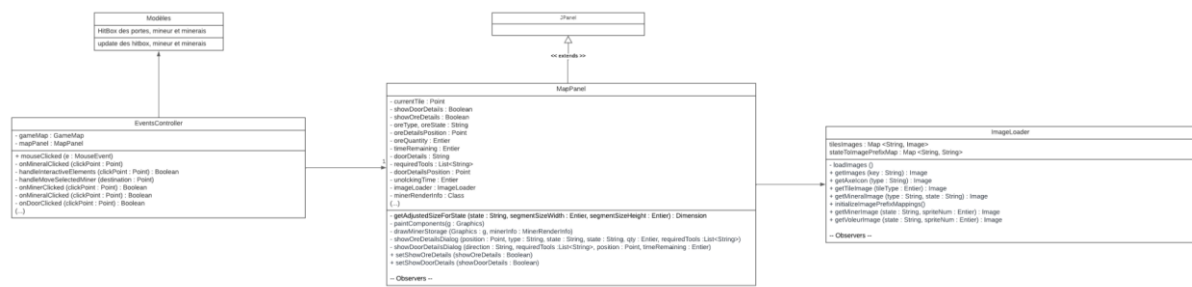 Modèles
HitBox des portes, mineur et minerais
update des hitbox, mineur et minerais
JPanel
<< extends >>
EventsController
- gameMap : GameMap
- mapPanel : MapPanel
+ mouseClicked (e : MouseEvent)
- onMineralClicked (clickPoint : Point)
- handleInteractiveElements (clickPoint : Point) : Boolean
- handleMoveSelectedMiner (destination : Point)
- onMinerClicked (clickPoint : Point) : Boolean
- onMineralClicked (clickPoint : Point) : Boolean
- onDoorClicked (clickPoint : Point) : Boolean
(...)
1
MapPanel
- currentTile : Point
- showDoorDetails : Boolean
- showOreDetails : Boolean
- oreType, oreState : String
- oreDetailsPosition : Point
- oreQuantity : Entier
- timeRemaining : Entier
- doorDetails : String
- requiredTools : List<String>
- doorDetailsPosition : Point
- unolckingTime : Entier
- imageLoader : ImageLoader
- minerRenderInfo : Class
(...)
- getAdjustedSizeForState (state : String, segmentSizeWidth : Entier, segmentSizeHeight : Entier) : Dimension
- paintComponents(g : Graphics)
- drawMinerStorage (Graphics : g, minerInfo : MinerRenderInfo)
- showOreDetailsDialog (position : Point, type : String, state : String, state : String, qty : Entier, requiredTools :List<String>)
- showDoorDetailsDialog (direction : String, requiredTools :List<String>, position : Point, timeRemaining : Entier)
+ setShowOreDetails (showOreDetails : Boolean)
+ setShowDoorDetails (showDoorDetails : Boolean)
-- Observers --
ImageLoader
tilesImages : Map <String, Image>
stateToImagePrefixMap : Map <String, String>
- loadImages ()
+ getImages (key : String) : Image
+ getAxeIcon (type : String) : Image
+ getTileImage (tileType : Entier) : Image
+ getMineralImage (type : String, state : String) : Image
+ initializeImagePrefixMappings()
+ getMinerImage (state : String, spriteNum : Entier) : Image
+ getVoleurImage (state : String, spriteNum : Entier) : Image
-- Observers --